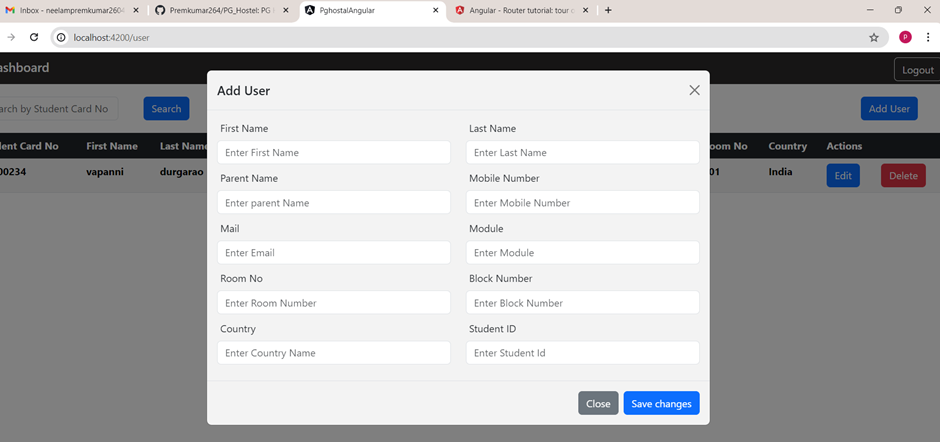 Inbox - neelampremkumar2604
Premkumar264/PG_Hostel: PG
PghostalAngular
Angular - Router tutorial: tour
localhost:4200/user
P
ashboard
Logout
Add User
arch by Student Card No
Search
Add User
First Name
Last Name
Enter First Name
Enter Last Name
dent Card No
First Name
Last Name
oom No
Country
Actions
00234
vapanni
durgarao
01
India
Edit
Delete
Parent Name
Mobile Number
Enter parent Name
Enter Mobile Number
Mail
Module
Enter Email
Enter Module
Room No
Block Number
Enter Room Number
Enter Block Number
Country
Student ID
Enter Country Name
Enter Student Id
Close
Save changes